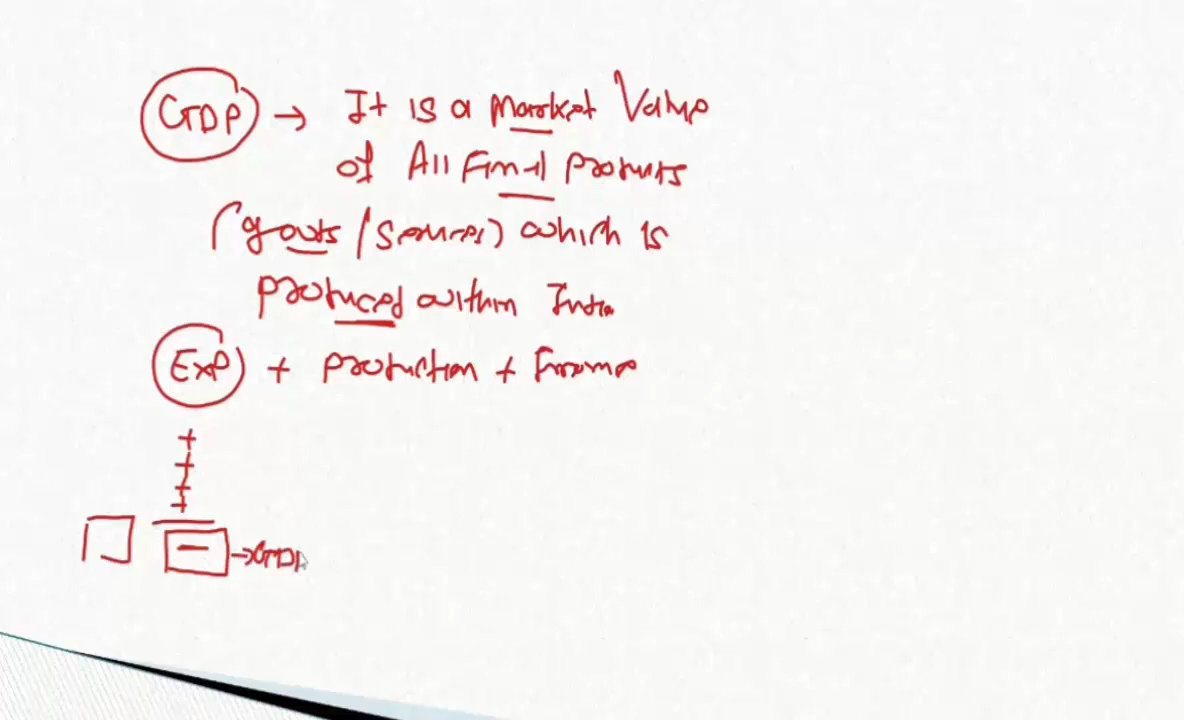 GDP → It is a Market Value
of All Final products
(goods / Services) which is
produced within India
Exp + production + Income
+
+
+
+
- → GDP